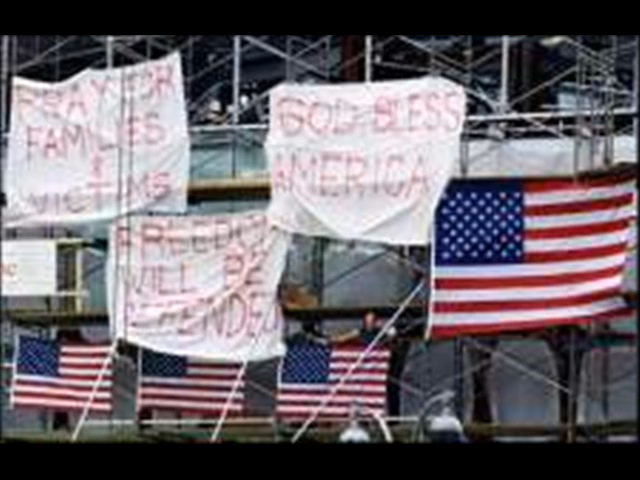 PRAY FOR
FAMILIES
&
VICTIMS
GOD BLESS
AMERICA
FREEDOM
WILL BE
DEFENDED